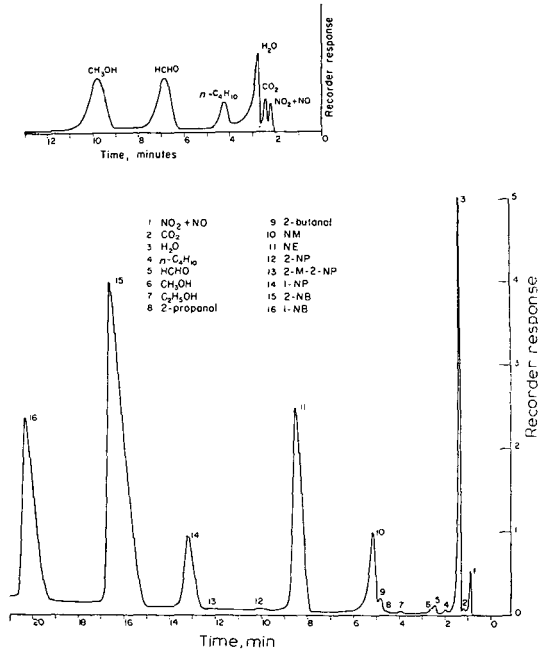 H₂O
Recorder response
CH₃OH
HCHO
CO₂
n-C₄H₁₀
NO₂+NO
12 10 8 6 4 2 0
Time, minutes
1 NO₂+NO
2 CO₂
3 H₂O
4 n-C₄H₁₀
5 HCHO
6 CH₃OH
7 C₂H₅OH
8 2-propanol
9 2-butanol
10 NM
11 NE
12 2-NP
13 2-M-2-NP
14 1-NP
15 2-NB
16 1-NB
3
5
15
4
3
Recorder response
16
11
2
14
10
1
1
13
12
9
8
7
6
5
4
2
0
20 18 16 14 12 10 8 6 4 2 0
Time, min